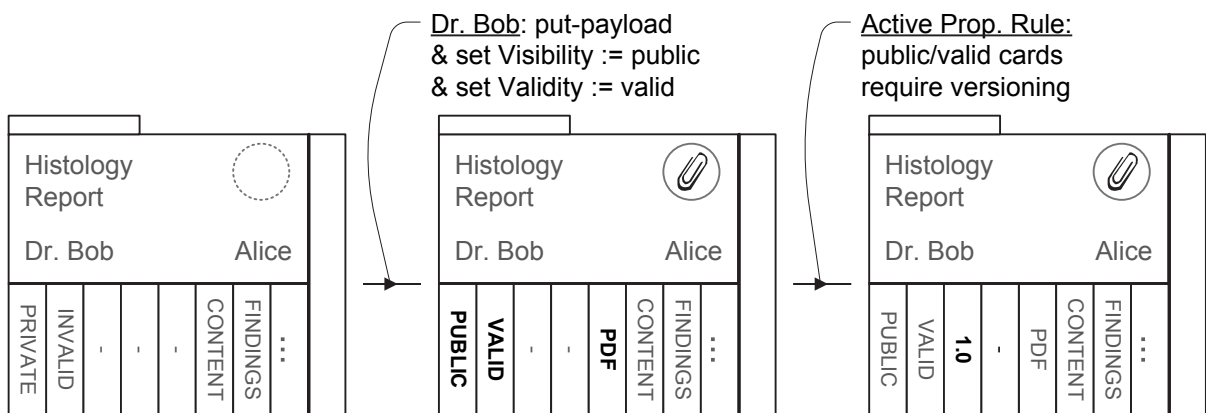 Dr. Bob: put-payload
& set Visibility := public
& set Validity := valid
Active Prop. Rule:
public/valid cards
require versioning
Histology
Report
Dr. Bob Alice
PRIVATE
INVALID
-
-
-
CONTENT
FINDINGS
...
Histology
Report
Dr. Bob Alice
PUBLIC
VALID
-
-
PDF
CONTENT
FINDINGS
...
Histology
Report
Dr. Bob Alice
PUBLIC
VALID
1.0
-
PDF
CONTENT
FINDINGS
...